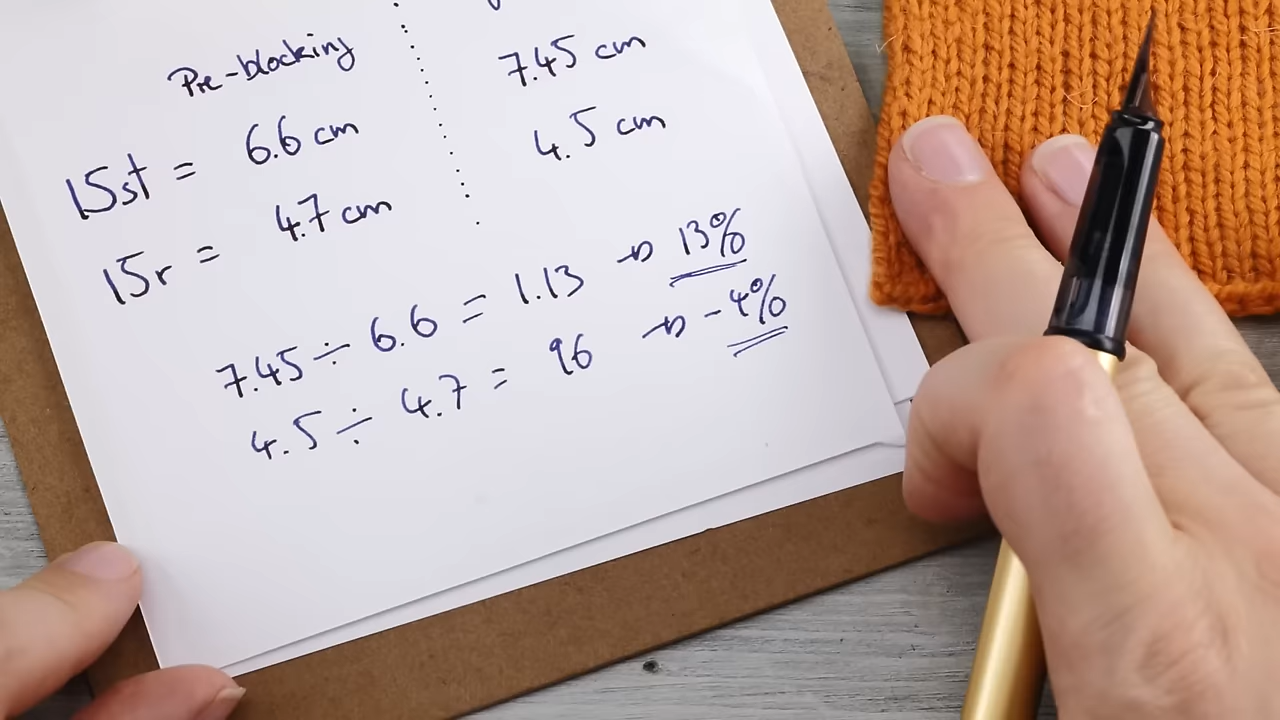 Pre-blocking
15st = 6.6 cm 7.45 cm
15r = 4.7 cm 4.5 cm
7.45 ÷ 6.6 = 1.13 → 13%
4.5 ÷ 4.7 = 96 → -4%